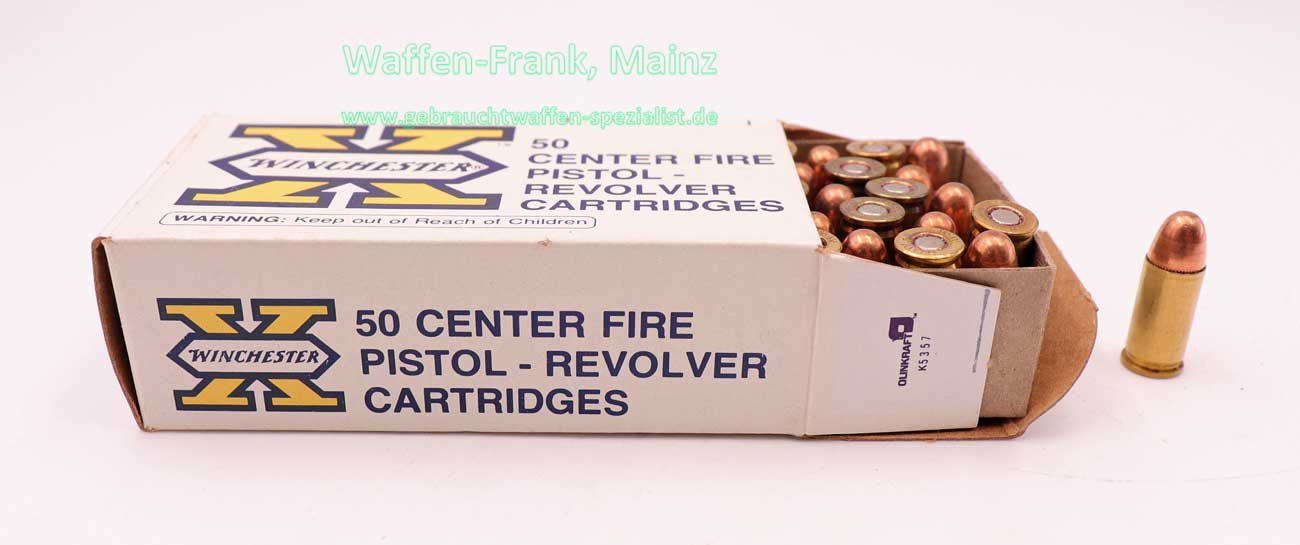 Waffen-Frank, Mainz
www.gebrauchtwaffen-spezialist.de
WINCHESTER®
50
CENTER FIRE
PISTOL -
REVOLVER
CARTRIDGES
WARNING: Keep out of Reach of Children
WINCHESTER
50 CENTER FIRE
PISTOL - REVOLVER
CARTRIDGES
OLINKRAFT™
K5357